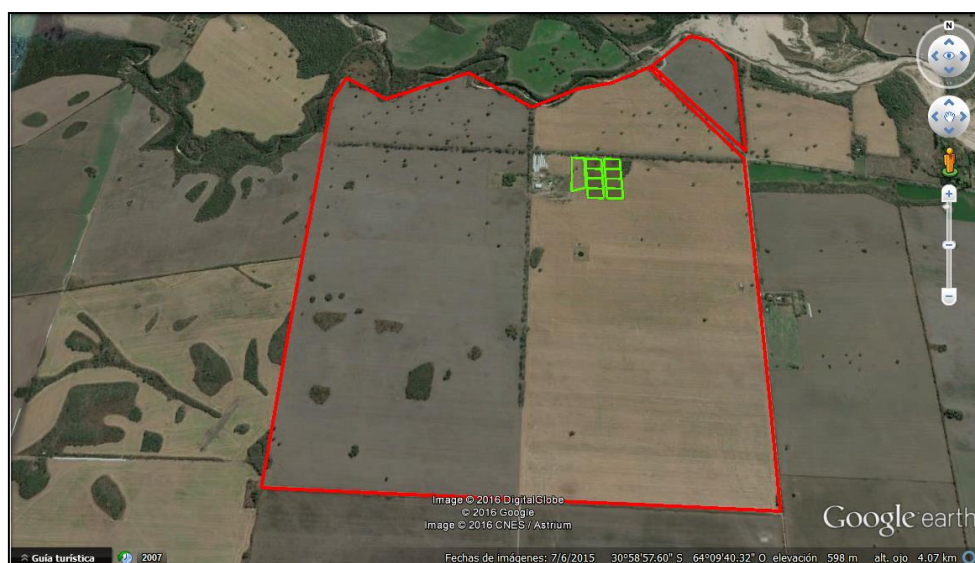 N
Image © 2016 DigitalGlobe
© 2016 Google
Image © 2016 CNES / Astrium
Google earth
Guía turística
2007
Fechas de imágenes: 7/6/2015 30°58'57.60" S 64°09'40.32" O elevación 598 m alt. ojo 4.07 km